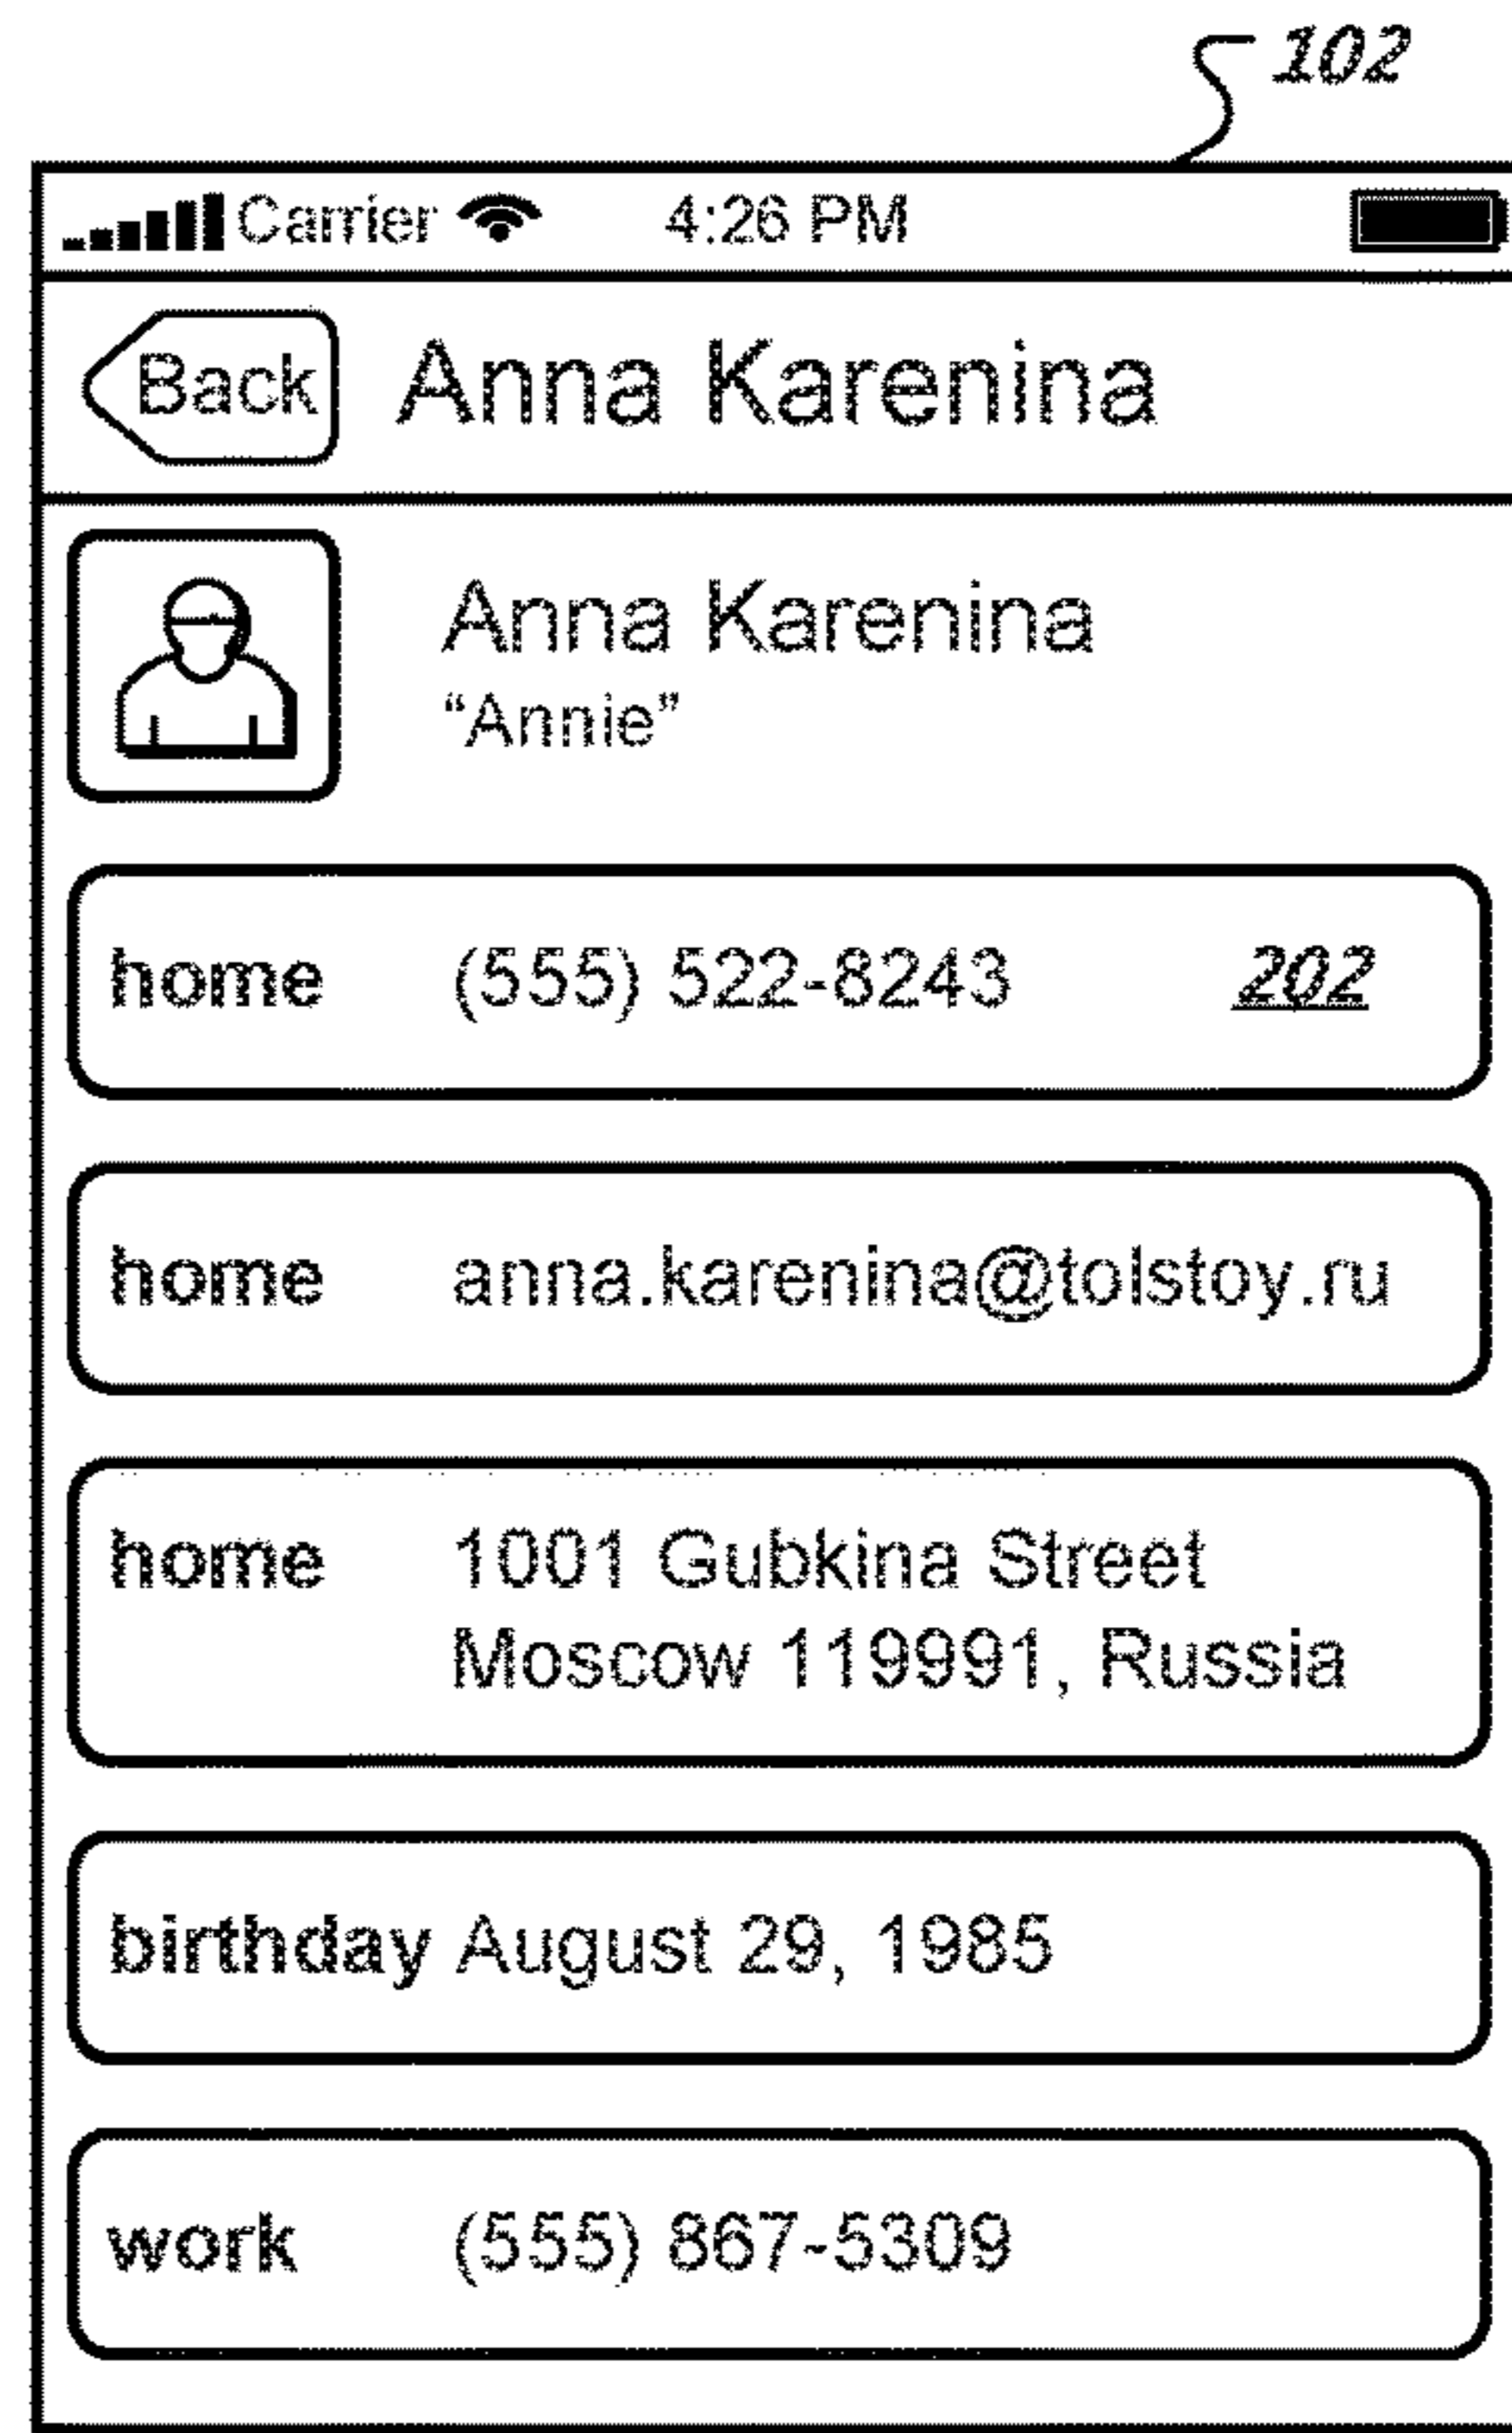 102
Carrier 4:26 PM
Back Anna Karenina
Anna Karenina
“Annie”
home (555) 522-8243 202
home anna.karenina@tolstoy.ru
home 1001 Gubkina Street
Moscow 119991, Russia
birthday August 29, 1985
work (555) 867-5309